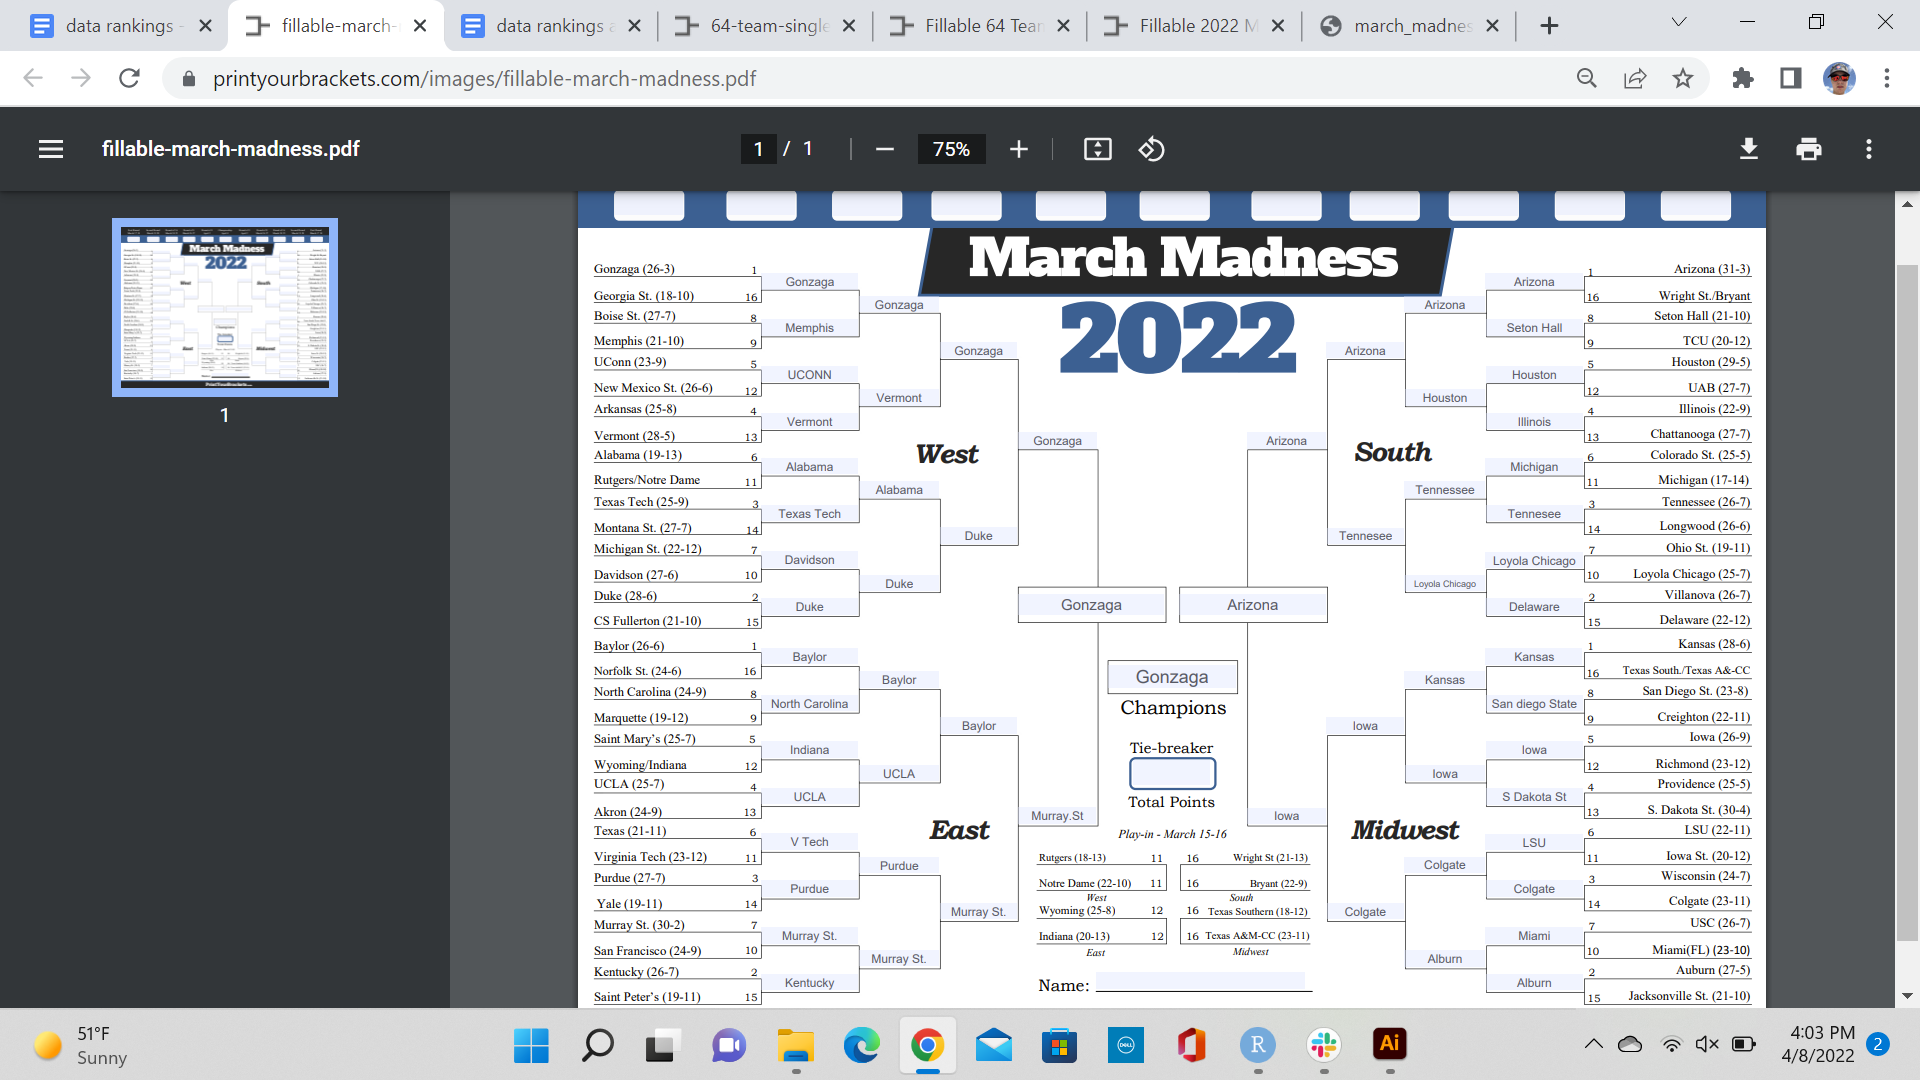 data rankings -
fillable-march-
data rankings a
64-team-single
Fillable 64 Tean
Fillable 2022 M
march_madnes
printyourbrackets.com/images/fillable-march-madness.pdf
fillable-march-madness.pdf
1 / 1
75%
March Madness
2022
1
Gonzaga (26-3) 1
Georgia St. (18-10) 16
Boise St. (27-7) 8
Memphis (21-10) 9
UConn (23-9) 5
New Mexico St. (26-6) 12
Arkansas (25-8) 4
Vermont (28-5) 13
Alabama (19-13) 6
Rutgers/Notre Dame 11
Texas Tech (25-9) 3
Montana St. (27-7) 14
Michigan St. (22-12) 7
Davidson (27-6) 10
Duke (28-6) 2
CS Fullerton (21-10) 15
Gonzaga
Memphis
UCONN
Vermont
Alabama
Texas Tech
Davidson
Duke
Gonzaga
Vermont
Alabama
Duke
Gonzaga
Duke
Gonzaga
West
Baylor (26-6) 1
Norfolk St. (24-6) 16
North Carolina (24-9) 8
Marquette (19-12) 9
Saint Mary's (25-7) 5
Wyoming/Indiana 12
UCLA (25-7) 4
Akron (24-9) 13
Texas (21-11) 6
Virginia Tech (23-12) 11
Purdue (27-7) 3
Yale (19-11) 14
Murray St. (30-2) 7
San Francisco (24-9) 10
Kentucky (26-7) 2
Saint Peter's (19-11) 15
Baylor
North Carolina
Indiana
UCLA
V Tech
Purdue
Murray St.
Kentucky
Baylor
UCLA
Purdue
Murray St.
Baylor
Murray St.
Murray.St
East
March Madness
2022
Gonzaga
Arizona
Gonzaga
Champions
Tie-breaker
Total Points
Play-in - March 15-16
Rutgers (18-13) 11
Notre Dame (22-10) 11
West
Wyoming (25-8) 12
Indiana (20-13) 12
East
16 Wright St (21-13)
16 Bryant (22-9)
South
16 Texas Southern (18-12)
16 Texas A&M-CC (23-11)
Midwest
Name:
1 Arizona (31-3)
16 Wright St./Bryant
8 Seton Hall (21-10)
9 TCU (20-12)
5 Houston (29-5)
12 UAB (27-7)
4 Illinois (22-9)
13 Chattanooga (27-7)
6 Colorado St. (25-5)
11 Michigan (17-14)
3 Tennessee (26-7)
14 Longwood (26-6)
7 Ohio St. (19-11)
10 Loyola Chicago (25-7)
2 Villanova (26-7)
15 Delaware (22-12)
Arizona
Seton Hall
Houston
Illinois
Michigan
Tennesee
Loyola Chicago
Delaware
Arizona
Houston
Tennessee
Loyola Chicago
Arizona
Tennesee
Arizona
South
1 Kansas (28-6)
16 Texas South./Texas A&-CC
8 San Diego St. (23-8)
9 Creighton (22-11)
5 Iowa (26-9)
12 Richmond (23-12)
4 Providence (25-5)
13 S. Dakota St. (30-4)
6 LSU (22-11)
11 Iowa St. (20-12)
3 Wisconsin (24-7)
14 Colgate (23-11)
7 USC (26-7)
10 Miami(FL) (23-10)
2 Auburn (27-5)
15 Jacksonville St. (21-10)
Kansas
San diego State
Iowa
S Dakota St
LSU
Colgate
Miami
Alburn
Kansas
Iowa
Colgate
Alburn
Iowa
Colgate
Iowa
Midwest
51°F
Sunny
4:03 PM
4/8/2022
2